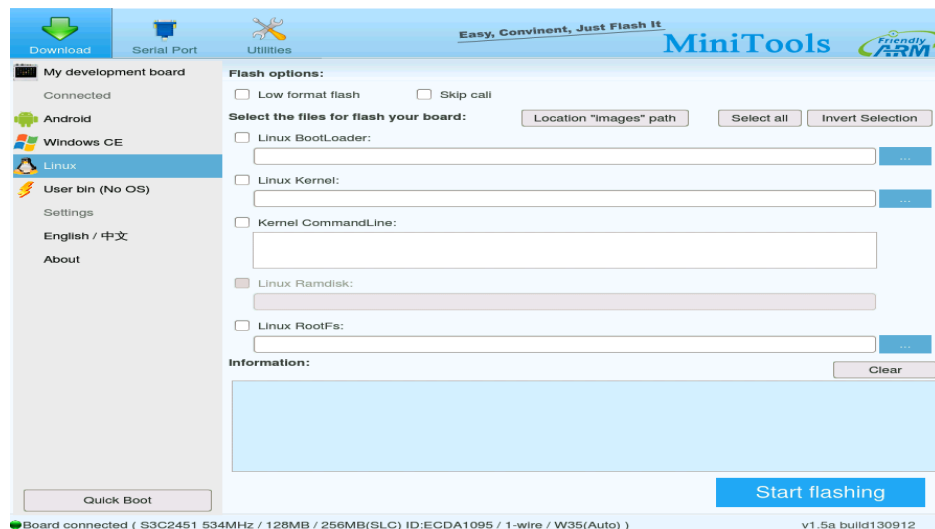 Easy, Convinent, Just Flash It
MiniTools
Friendly
ARM
Download
Serial Port
Utilities
My development board
Connected
Android
Windows CE
Linux
User bin (No OS)
Settings
English / 中文
About
Quick Boot
Flash options:
Low format flash
Skip cali
Select the files for flash your board:
Location "images" path
Select all
Invert Selection
Linux BootLoader:
...
Linux Kernel:
...
Kernel CommandLine:
Linux Ramdisk:
Linux RootFs:
...
Information:
Clear
Start flashing
Board connected ( S3C2451 534MHz / 128MB / 256MB(SLC) ID:ECDA1095 / 1-wire / W35(Auto) )
v1.5a build130912